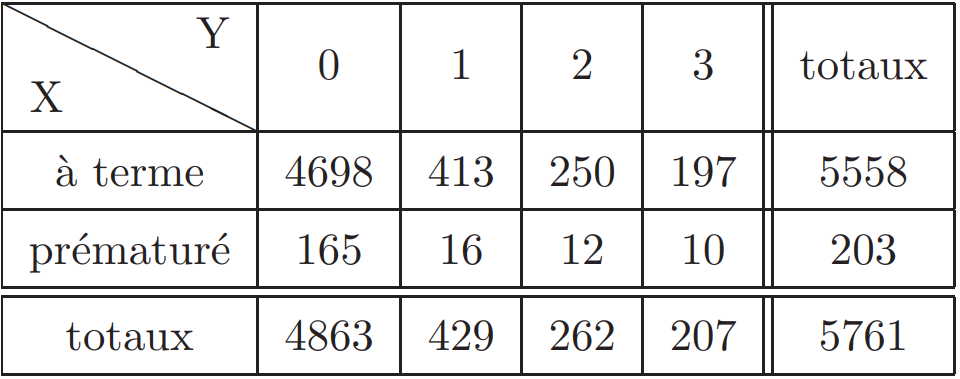 Y
X
0 1 2 3 totaux
à terme 4698 413 250 197 5558
prématuré 165 16 12 10 203
totaux 4863 429 262 207 5761